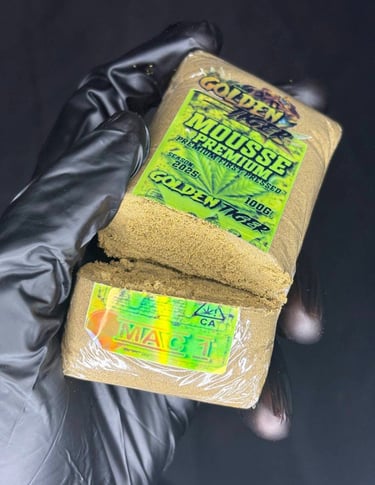 GOLDEN
TIGER
MOUSSE
PREMIUM
PREMIUM FIRST PRESSED
SEASON
2025
100G
GOLDEN TIGER
CA
MAC 1